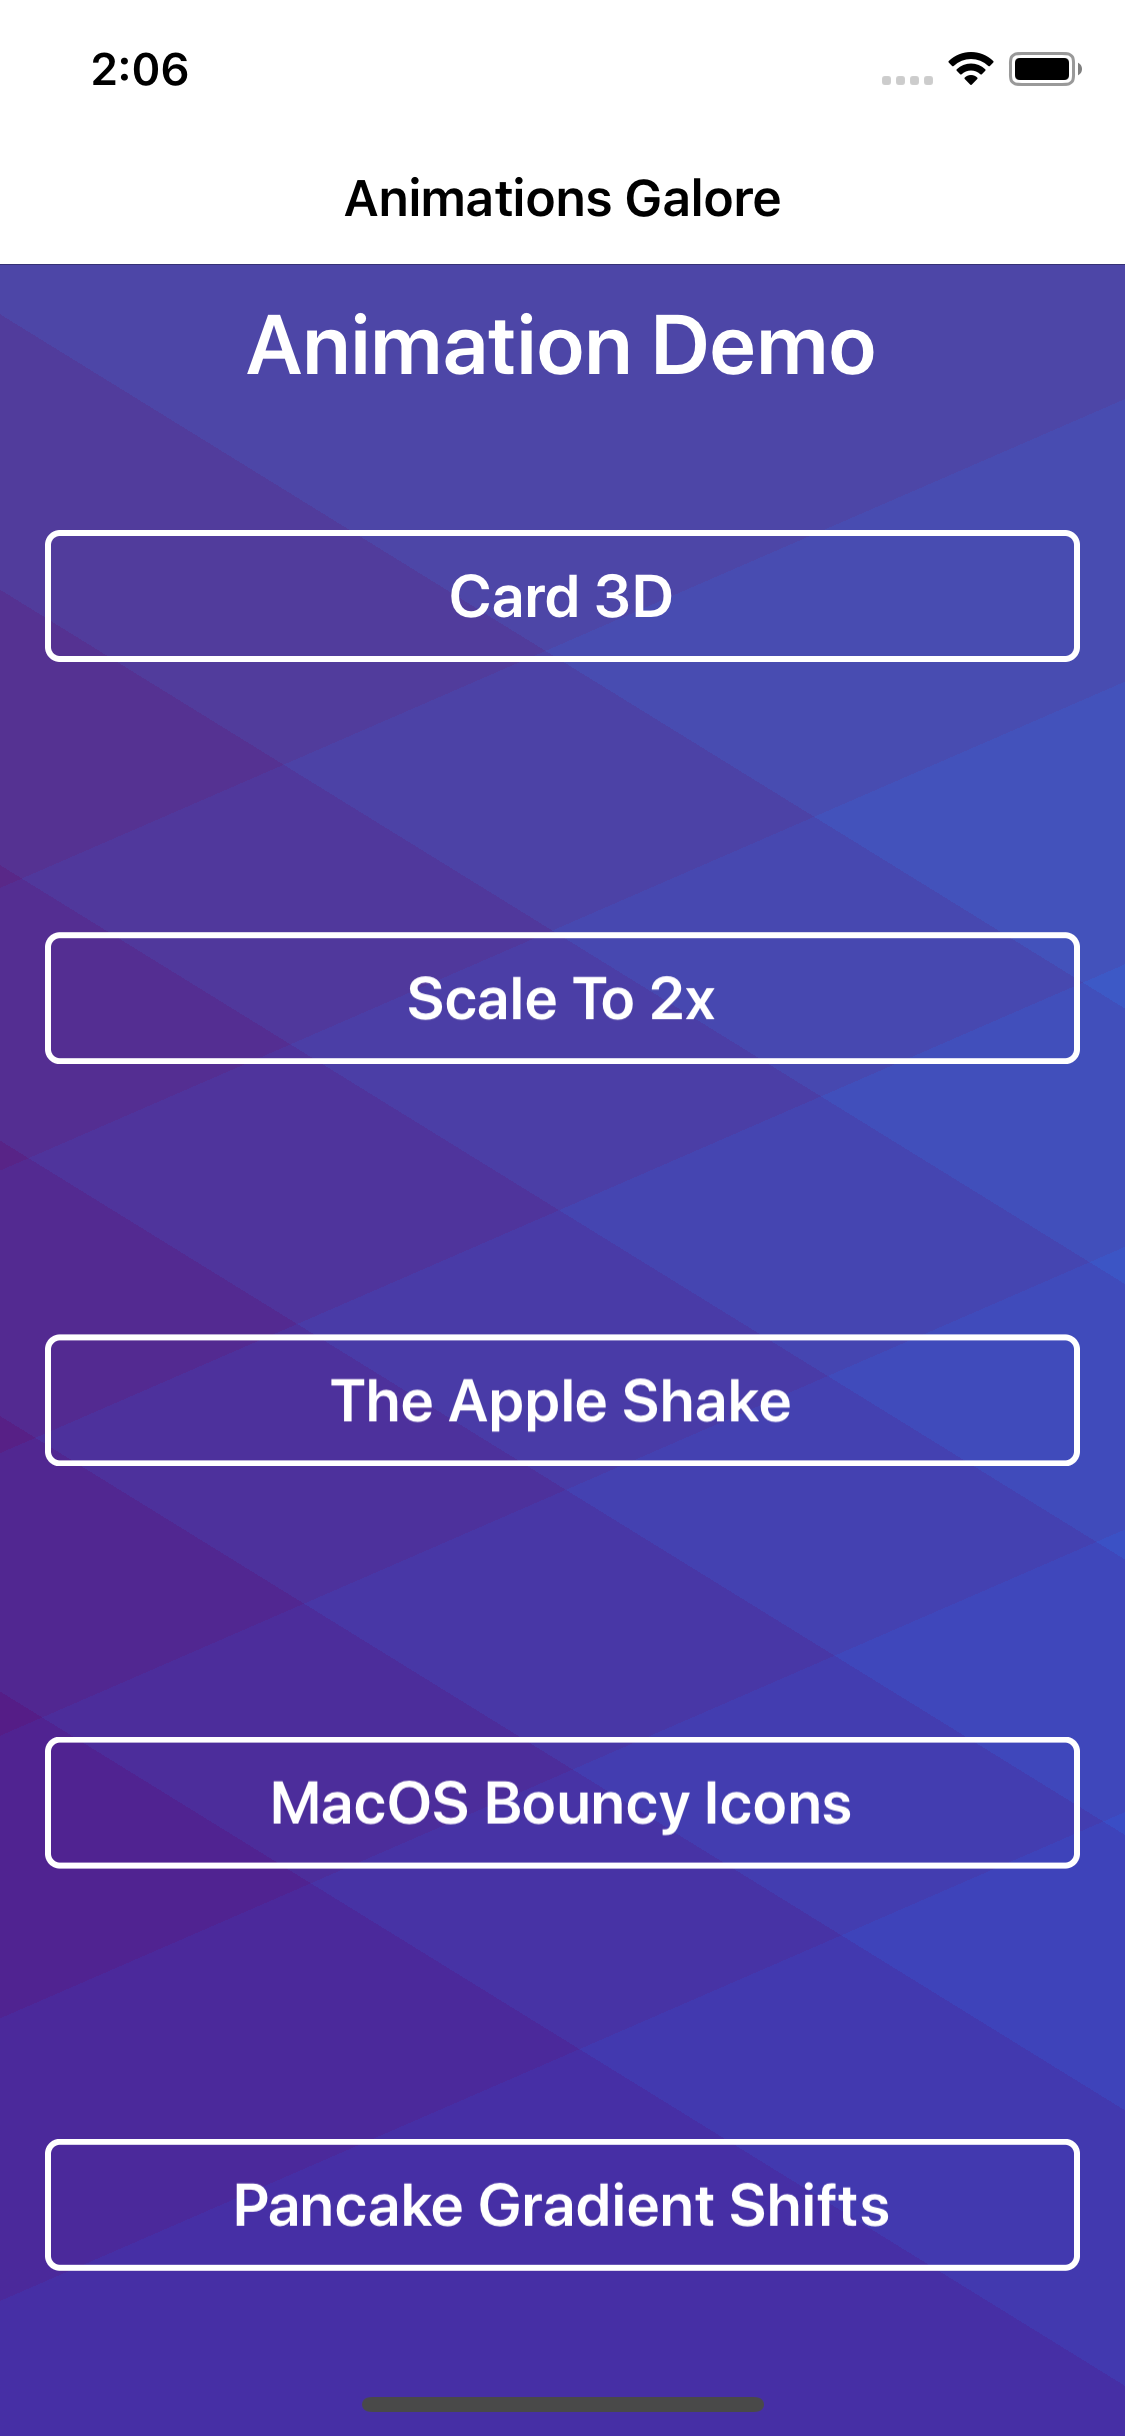 2:06
Animations Galore
Animation Demo
Card 3D
Scale To 2x
The Apple Shake
MacOS Bouncy Icons
Pancake Gradient Shifts